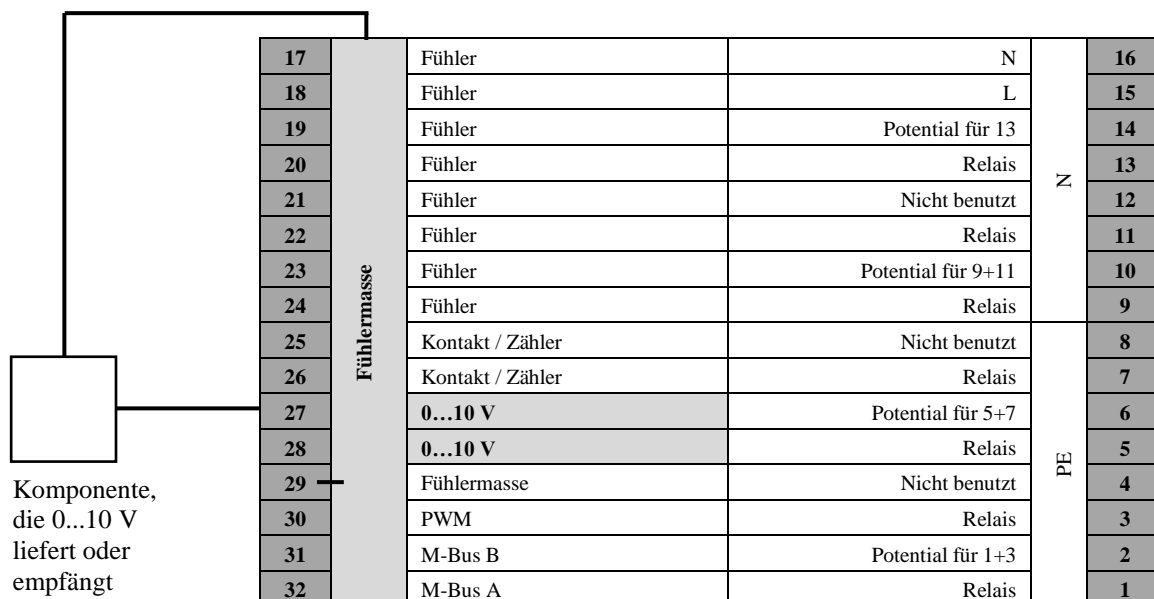 17 Fühler N 16
18 Fühler L 15
19 Fühler Potential für 13 14
20 Fühler Relais 13
21 Fühler Nicht benutzt 12
22 Fühler Relais 11
23 Fühler Potential für 9+11 10
24 Fühler Relais 9
25 Kontakt / Zähler Nicht benutzt 8
26 Kontakt / Zähler Relais 7
27 0…10 V Potential für 5+7 6
28 0…10 V Relais 5
29 Fühlermasse Nicht benutzt 4
30 PWM Relais 3
31 M-Bus B Potential für 1+3 2
32 M-Bus A Relais 1
Fühlermasse
N
PE
Komponente,
die 0...10 V
liefert oder
empfängt